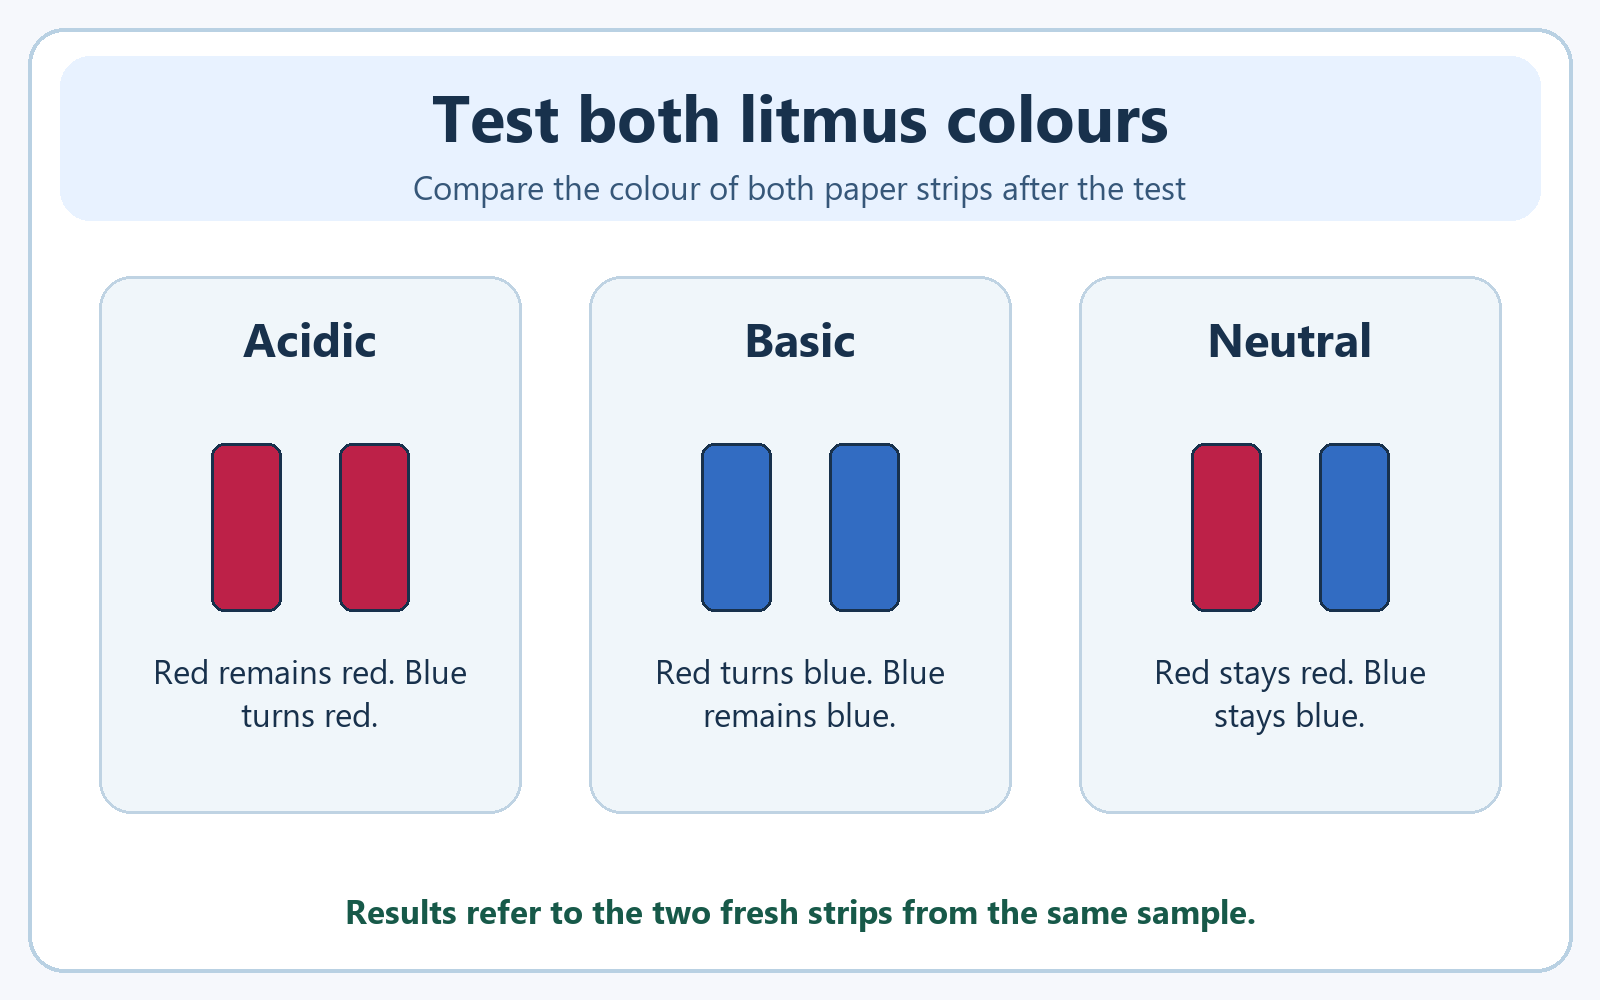 Test both litmus colours
Compare the colour of both paper strips after the test
Acidic
Red remains red. Blue
turns red.
Basic
Red turns blue. Blue
remains blue.
Neutral
Red stays red. Blue
stays blue.
Results refer to the two fresh strips from the same sample.